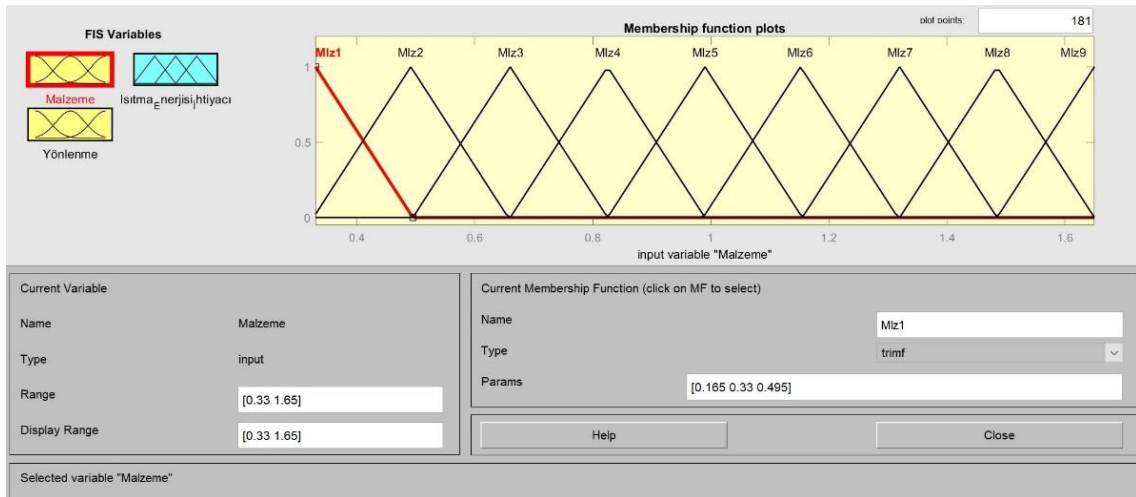 FIS Variables
Malzeme
Isıtma_Enerjisi_İhtiyacı
Yönlenme
plot points:
181
Membership function plots
Mlz1 Mlz2 Mlz3 Mlz4 Mlz5 Mlz6 Mlz7 Mlz8 Mlz9
1
0.5
0
0.4 0.6 0.8 1 1.2 1.4 1.6
input variable "Malzeme"
Current Variable
Name Malzeme
Type input
Range [0.33 1.65]
Display Range [0.33 1.65]
Current Membership Function (click on MF to select)
Name Mlz1
Type trimf
Params [0.165 0.33 0.495]
Help Close
Selected variable "Malzeme"